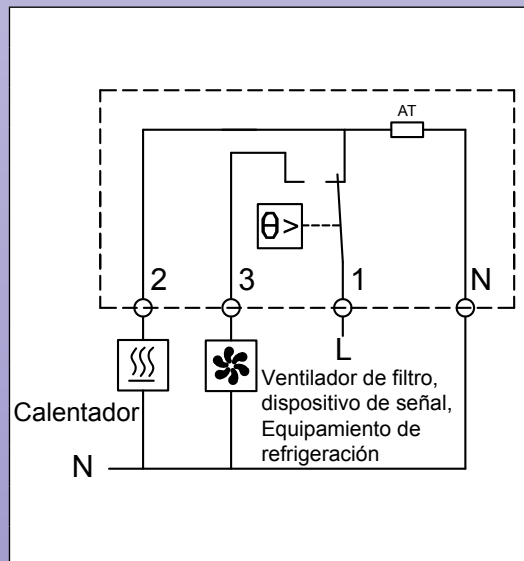 AT
θ>
2 3 1 N
L
Ventilador de filtro,
dispositivo de señal,
Equipamiento de
refrigeración
Calentador
N